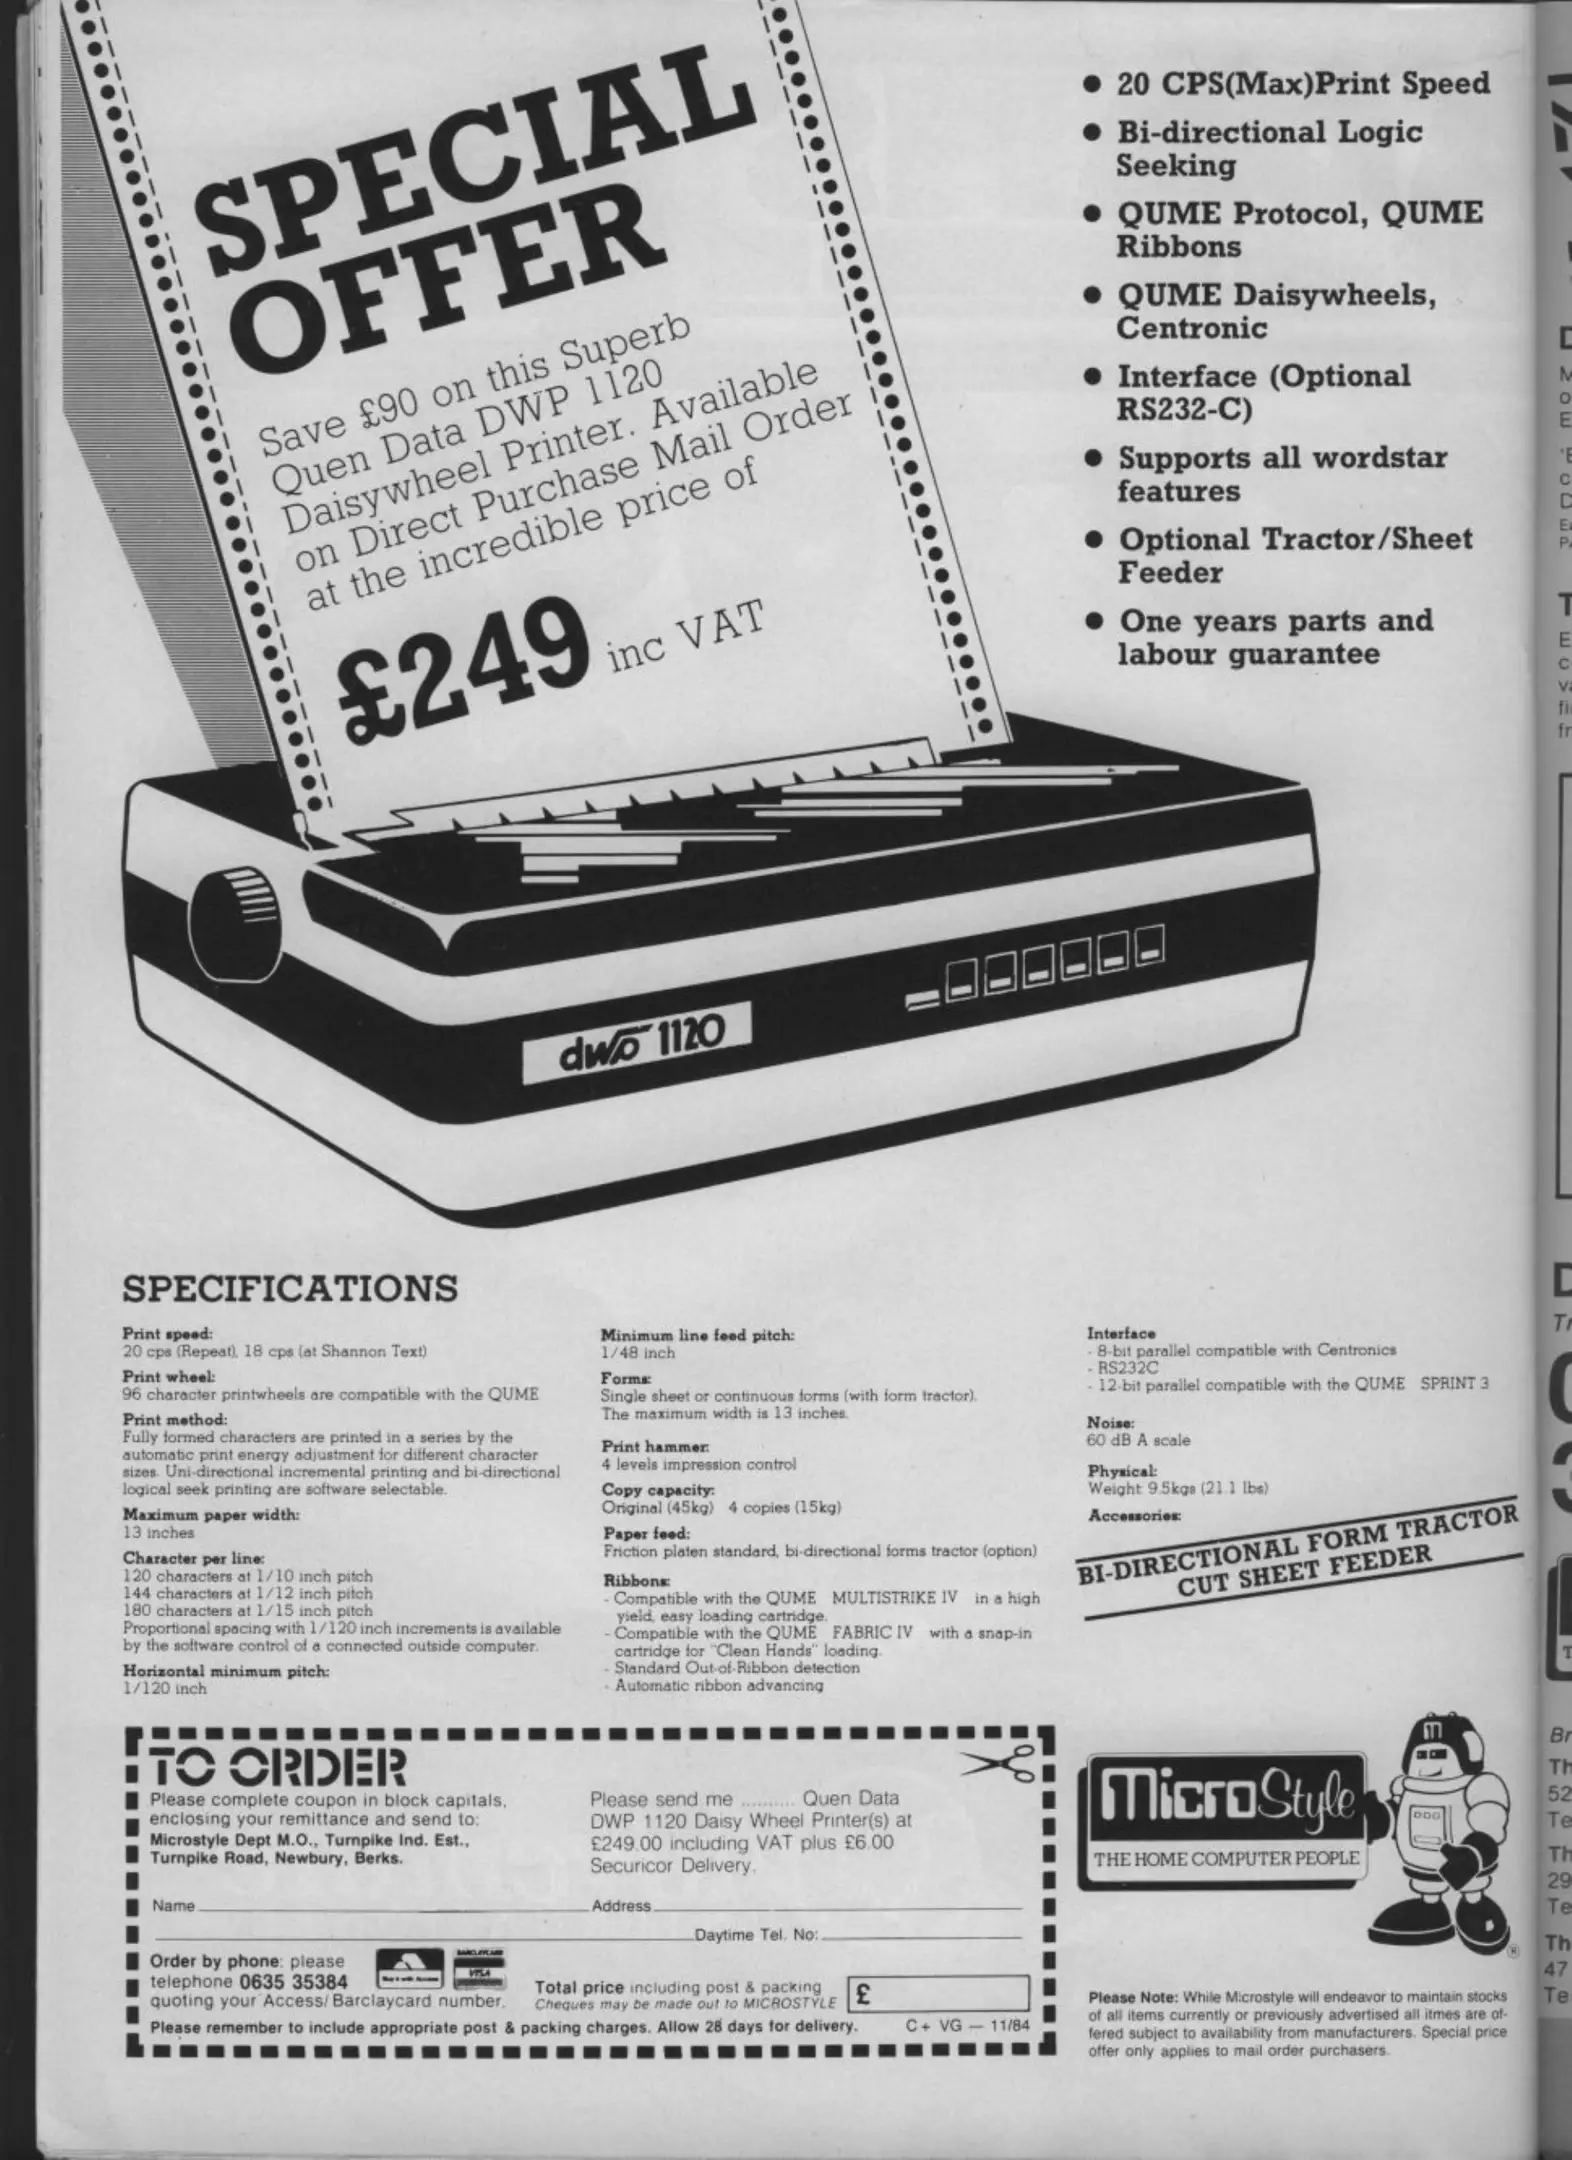 SPECIAL
OFFER
Save £90 on this Superb
Quen Data DWP 1120
Daisywheel Printer. Available
on Direct Purchase Mail Order
at the incredible price of
£249 inc VAT
● 20 CPS(Max)Print Speed
● Bi-directional Logic
Seeking
● QUME Protocol, QUME
Ribbons
● QUME Daisywheels,
Centronic
● Interface (Optional
RS232-C)
● Supports all wordstar
features
● Optional Tractor/Sheet
Feeder
● One years parts and
labour guarantee
dwp 1120
SPECIFICATIONS
Print speed:
20 cps (Repeat), 18 cps (at Shannon Text)
Print wheel:
96 character printwheels are compatible with the QUME
Print method:
Fully formed characters are printed in a series by the
automatic print energy adjustment for different character
sizes. Uni-directional incremental printing and bi-directional
logical seek printing are software selectable.
Maximum paper width:
13 inches
Character per line:
120 characters at 1/10 inch pitch
144 characters at 1/12 inch pitch
180 characters at 1/15 inch pitch
Proportional spacing with 1/120 inch increments is available
by the software control of a connected outside computer.
Horizontal minimum pitch:
1/120 inch
Minimum line feed pitch:
1/48 inch
Forms:
Single sheet or continuous forms (with form tractor).
The maximum width is 13 inches.
Print hammer:
4 levels impression control
Copy capacity:
Original (45kg) 4 copies (15kg)
Paper feed:
Friction platen standard, bi-directional forms tractor (option)
Ribbons:
- Compatible with the QUME MULTISTRIKE IV in a high
yield, easy loading cartridge.
- Compatible with the QUME FABRIC IV with a snap-in
cartridge for "Clean Hands" loading.
- Standard Out-of-Ribbon detection
- Automatic ribbon advancing
Interface
- 8-bit parallel compatible with Centronics
- RS232C
- 12-bit parallel compatible with the QUME SPRINT 3
Noise:
60 dB A scale
Physical:
Weight 9.5kgs (21.1 lbs)
Accessories:
BI-DIRECTIONAL FORM TRACTOR
CUT SHEET FEEDER
TO ORDER
Please complete coupon in block capitals,
enclosing your remittance and send to:
Microstyle Dept M.O., Turnpike Ind. Est.,
Turnpike Road, Newbury, Berks.
Please send me .......... Quen Data
DWP 1120 Daisy Wheel Printer(s) at
£249.00 including VAT plus £6.00
Securicor Delivery.
Name
Address
Daytime Tel. No:
Order by phone: please
telephone 0635 35384
quoting your Access/Barclaycard number.
BARCLAYCARD
VISA
Total price including post & packing
Cheques may be made out to MICROSTYLE
£
Please remember to include appropriate post & packing charges. Allow 28 days for delivery.
C+ VG — 11/84
MicroStyle
THE HOME COMPUTER PEOPLE
m
®
Please Note: While Microstyle will endeavor to maintain stocks
of all items currently or previously advertised all itmes are of-
fered subject to availability from manufacturers. Special price
offer only applies to mail order purchasers.